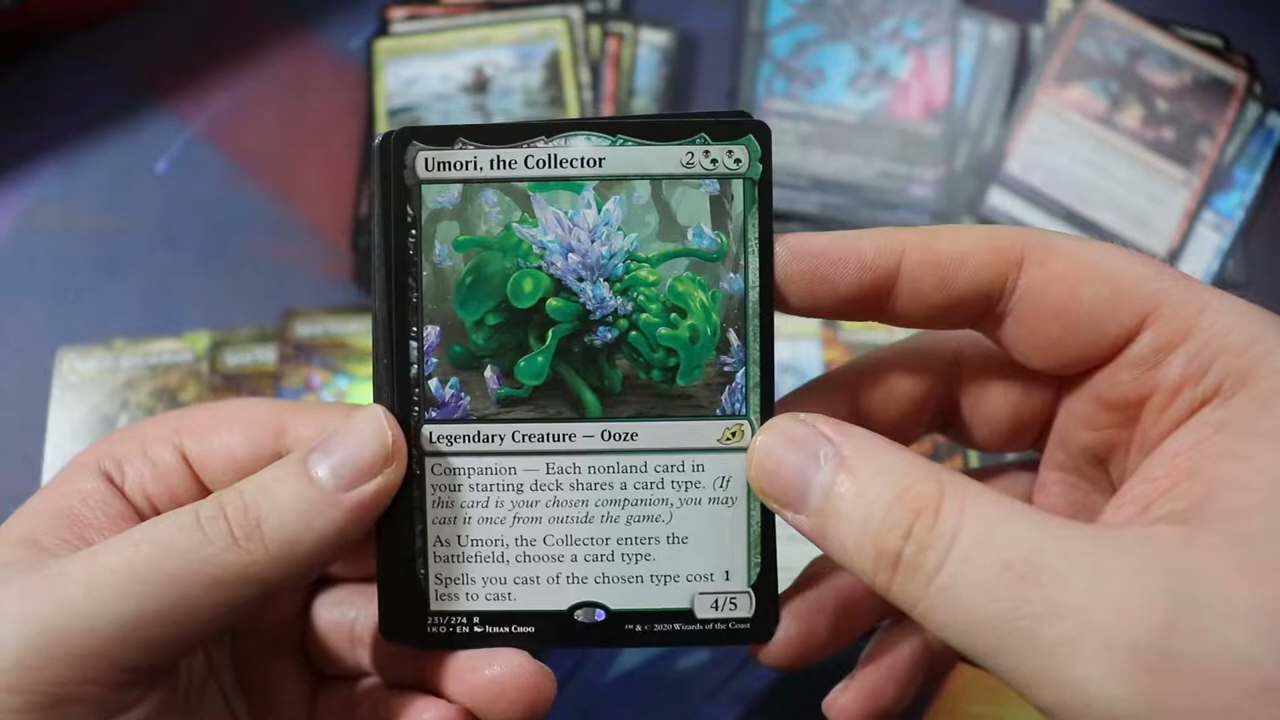 Umori, the Collector 2
Legendary Creature — Ooze
Companion — Each nonland card in
your starting deck shares a card type. (If
this card is your chosen companion, you may
cast it once from outside the game.)
As Umori, the Collector enters the
battlefield, choose a card type.
Spells you cast of the chosen type cost 1
less to cast.
4/5
231/274 R
IKO • EN Jehan Choo
™ & © 2020 Wizards of the Coast